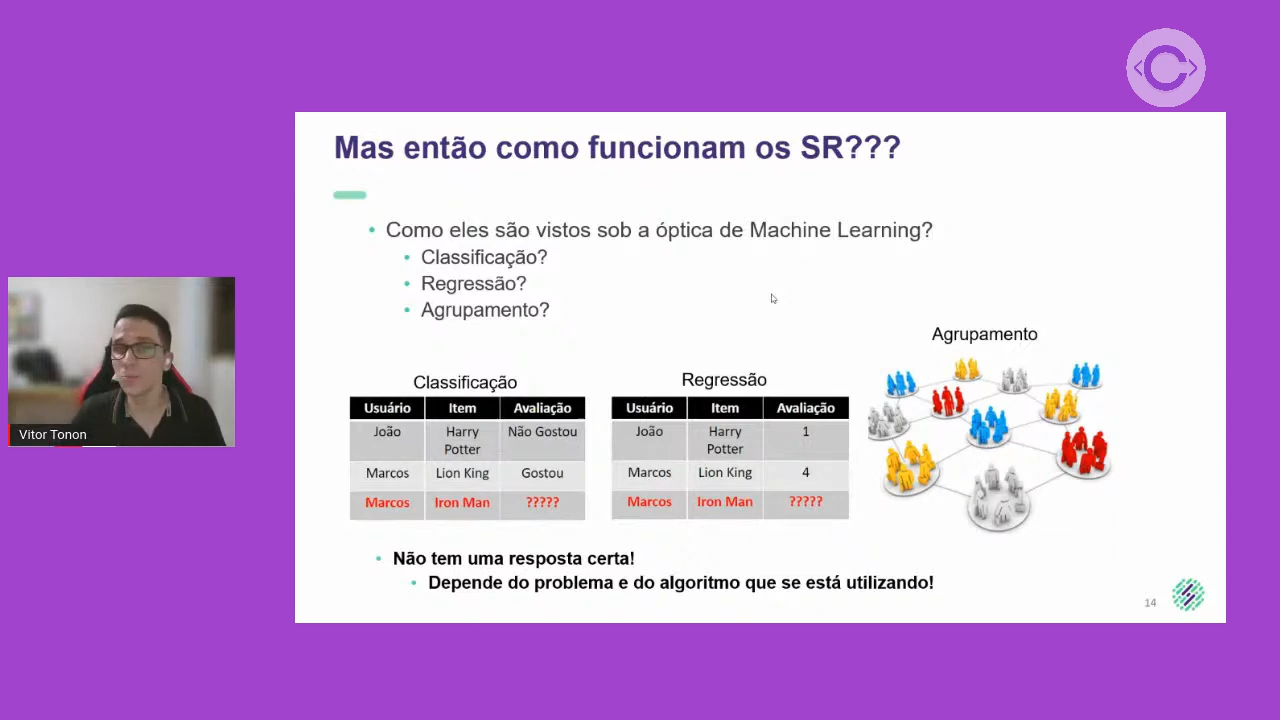 Mas então como funcionam os SR???
• Como eles são vistos sob a óptica de Machine Learning?
• Classificação?
• Regressão?
• Agrupamento?
Classificação
Usuário Item Avaliação
João Harry Potter Não Gostou
Marcos Lion King Gostou
Marcos Iron Man ?????
Regressão
Usuário Item Avaliação
João Harry Potter 1
Marcos Lion King 4
Marcos Iron Man ?????
Agrupamento
• Não tem uma resposta certa!
• Depende do problema e do algoritmo que se está utilizando!
14
Vitor Tonon